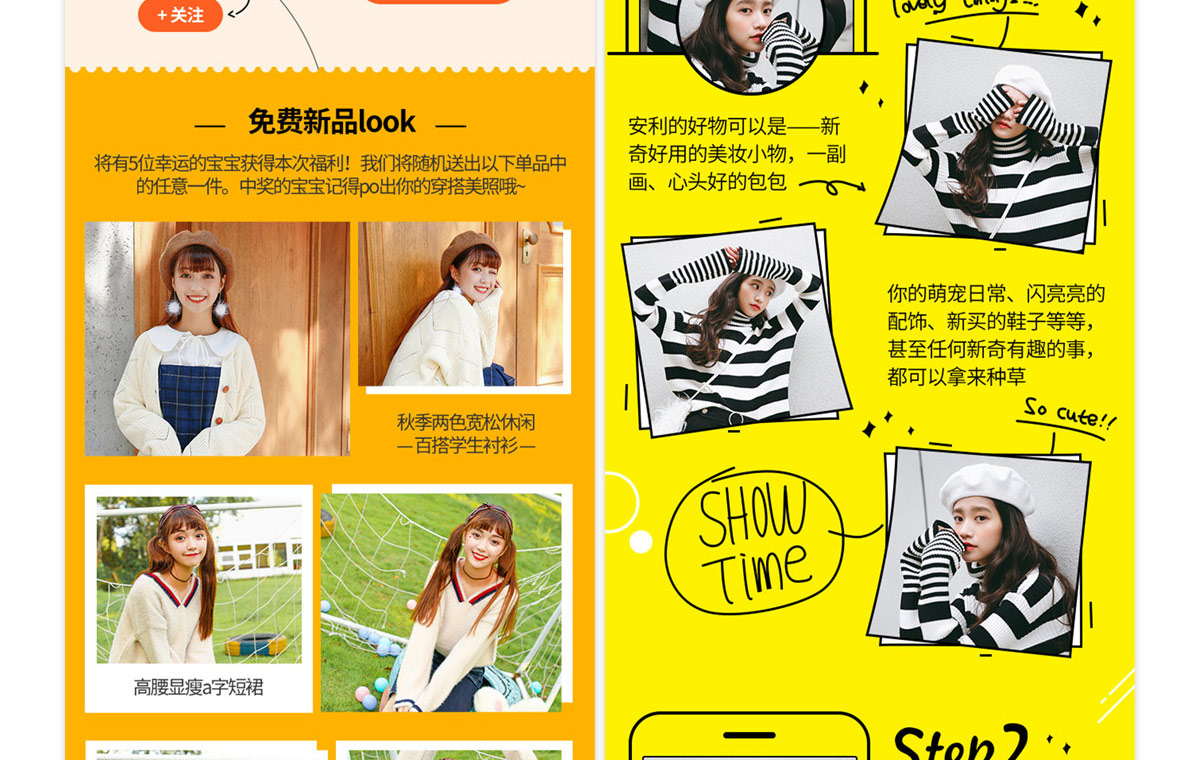 + 关注
免费新品look
将有5位幸运的宝宝获得本次福利！我们将随机送出以下单品中
的任意一件。中奖的宝宝记得po出你的穿搭美照哦~
秋季两色宽松休闲
— 百搭学生衬衫 —
高腰显瘦a字短裙
安利的好物可以是——新
奇好用的美妆小物，一副
画、心头好的包包
你的萌宠日常、闪亮亮的
配饰、新买的鞋子等等，
甚至任何新奇有趣的事，
都可以拿来种草
So cute!!
SHOW
Time
Step2